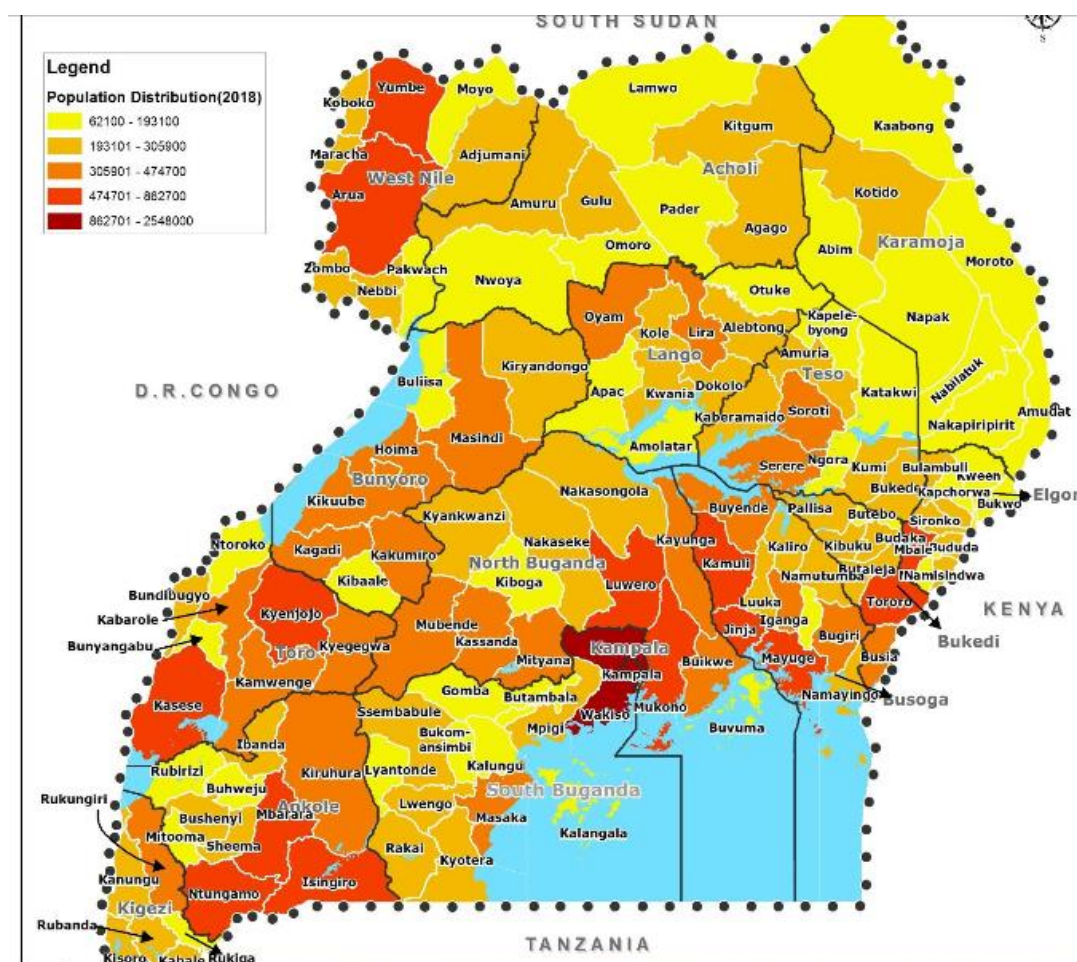 SOUTH SUDAN
S
Legend
Population Distribution(2018)
62100 - 193100
193101 - 305900
305901 - 474700
474701 - 862700
862701 - 2548000
Yumbe
Moyo
Lamwo
Koboko
Kitgum
Kaabong
Maracha
Adjumani
West Nile
Acholi
Arua
Kotido
Amuru
Gulu
Pader
Agago
Abim
Karamoja
Omoro
Moroto
Zombo
Pakwach
Nwoya
Nebbi
Otuke
Oyam
Kapele-
byong
Napak
Kole
Lira
Alebtong
Lango
Amuria
Kiryandongo
Teso
Buliisa
Nabilatuk
D.R.CONGO
Apac
Kwania
Dokolo
Katakwi
Amudat
Kaberamaido
Soroti
Nakapiripirit
Masindi
Amolatar
Hoima
Serere
Ngora
Kumi
Bulambuli
Kween
Bunyoro
Kikuube
Nakasongola
Bukedea
Kapchorwa
Elgon
Bukwo
Buyende
Pallisa
Kyankwanzi
Butebo
Sironko
Ntoroko
Kagadi
Kakumiro
Nakaseke
Kayunga
Kaliro
Kibuku
Budaka
Mbale
Bududa
North Buganda
Kamuli
Butaleja
Kibaale
Kiboga
Luwero
Namutumba
Namisindwa
Bundibugyo
Kyenjojo
Luuka
Tororo
KENYA
Kabarole
Mubende
Iganga
Kassanda
Jinja
Bugiri
Bunyangabu
Kyegegwa
Toro
Kampala
Bukedi
Mityana
Mayuge
Busia
Kampala
Buikwe
Kamwenge
Gomba
Butambala
Kasese
Wakiso
Mukono
Namayingo
Busoga
Ssembabule
Mpigi
Buvuma
Ibanda
Bukom-
ansimbi
Rubirizi
Kiruhura
Lyantonde
Kalungu
Buhweju
Rukungiri
Ankole
South Buganda
Bushenyi
Mbarara
Lwengo
Masaka
Kalangala
Mitooma
Sheema
Rakai
Kyotera
Kanungu
Ntungamo
Isingiro
Kigezi
Rubanda
TANZANIA
Kisoro
Kabale
Rukiga